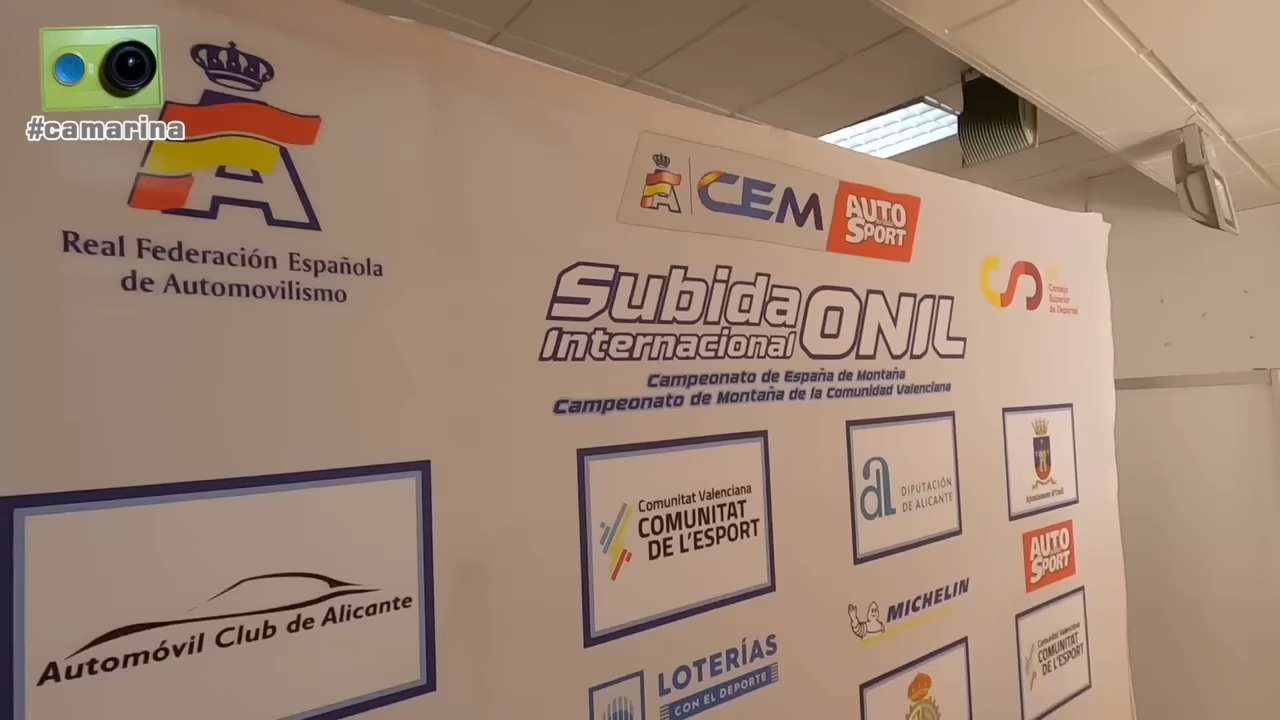 #camarina
Real Federación Española
de Automovilismo
CEM
AUTO
SPORT
Subida
Internacional
ONIL
Campeonato de España de Montaña
Campeonato de Montaña de la Comunidad Valenciana
Consejo
Superior
de Deportes
Automóvil Club de Alicante
Comunitat Valenciana
COMUNITAT
DE L'ESPORT
DIPUTACIÓN
DE ALICANTE
Ajuntament d'Onil
AUTO
SPORT
MICHELIN
LOTERÍAS
CON EL DEPORTE
Comunitat Valenciana
COMUNITAT
DE L'ESPORT